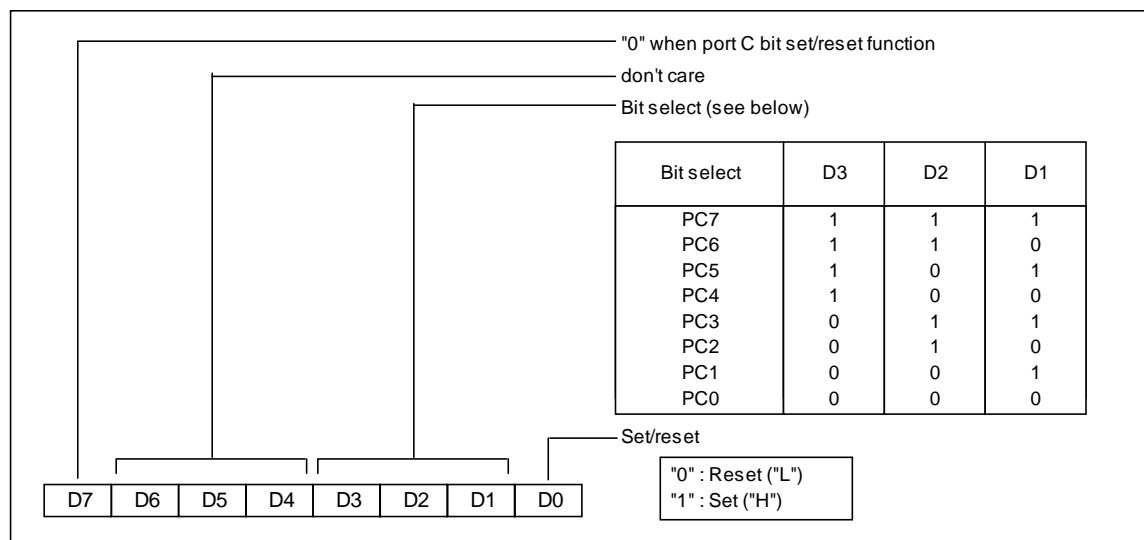 "0" when port C bit set/reset function
don't care
Bit select (see below)
Bit select D3 D2 D1
PC7 1 1 1
PC6 1 1 0
PC5 1 0 1
PC4 1 0 0
PC3 0 1 1
PC2 0 1 0
PC1 0 0 1
PC0 0 0 0
Set/reset
"0" : Reset ("L")
"1" : Set ("H")
D7 D6 D5 D4 D3 D2 D1 D0